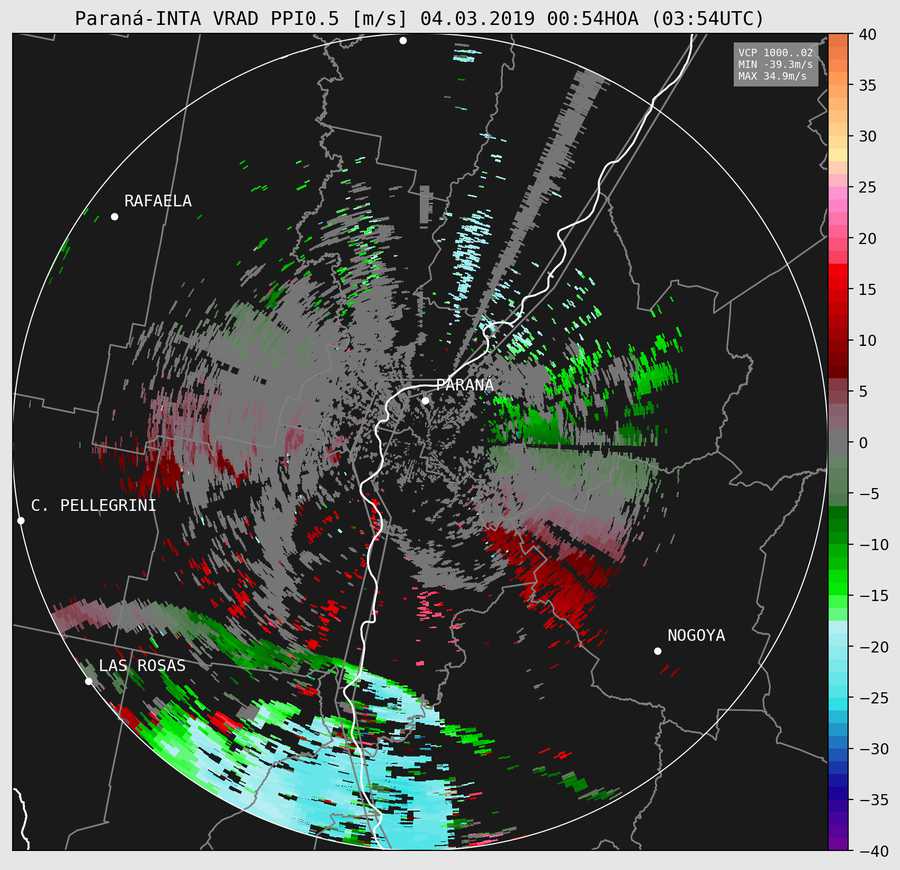 Paraná-INTA VRAD PPI0.5 [m/s] 04.03.2019 00:54HOA (03:54UTC)
VCP 1000..02
MIN -39.3m/s
MAX 34.9m/s
RAFAELA
PARANA
C. PELLEGRINI
NOGOYA
LAS ROSAS
40
35
30
25
20
15
10
5
0
−5
−10
−15
−20
−25
−30
−35
−40